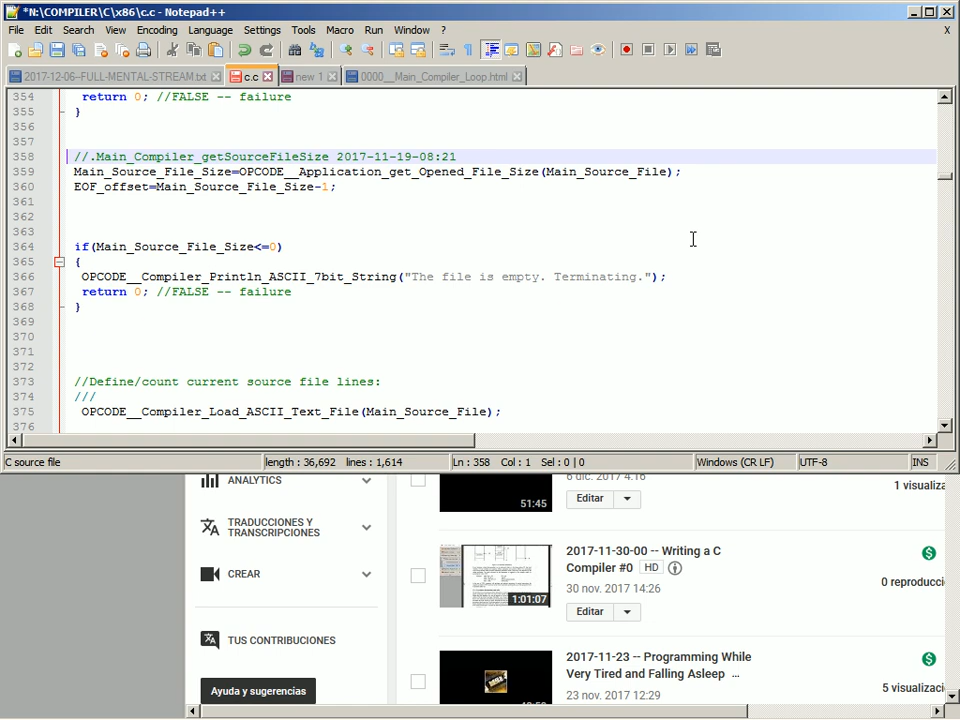 *N:\COMPILER\C\x86\c.c - Notepad++
File Edit Search View Encoding Language Settings Tools Macro Run Window ? X
2017-12-06--FULL-MENTAL-STREAM.txt c.c new 1 0000__Main_Compiler_Loop.html
354 return 0; //FALSE -- failure
355 }
356
357
358 //.Main_Compiler_getSourceFileSize 2017-11-19-08:21
359 Main_Source_File_Size=OPCODE__Application_get_Opened_File_Size(Main_Source_File);
360 EOF_offset=Main_Source_File_Size-1;
361
362
363
364 if(Main_Source_File_Size<=0)
365 {
366 OPCODE__Compiler_Println_ASCII_7bit_String("The file is empty. Terminating.");
367 return 0; //FALSE -- failure
368 }
369
370
371
372
373 //Define/count current source file lines:
374 ///
375 OPCODE__Compiler_Load_ASCII_Text_File(Main_Source_File);
376
C source file length : 36,692 lines : 1,614 Ln : 358 Col : 1 Sel : 0 | 0 Windows (CR LF) UTF-8 INS
ANALYTICS
TRADUCCIONES Y
TRANSCRIPCIONES
CREAR
TUS CONTRIBUCIONES
Ayuda y sugerencias
6 dic. 2017 4:16
51:45
Editar
1 visualiza
2017-11-30-00 -- Writing a C
Compiler #0 HD
1:01:07
30 nov. 2017 14:26
0 reproducci
Editar
2017-11-23 -- Programming While
Very Tired and Falling Asleep ...
23 nov. 2017 12:29
5 visualizaci